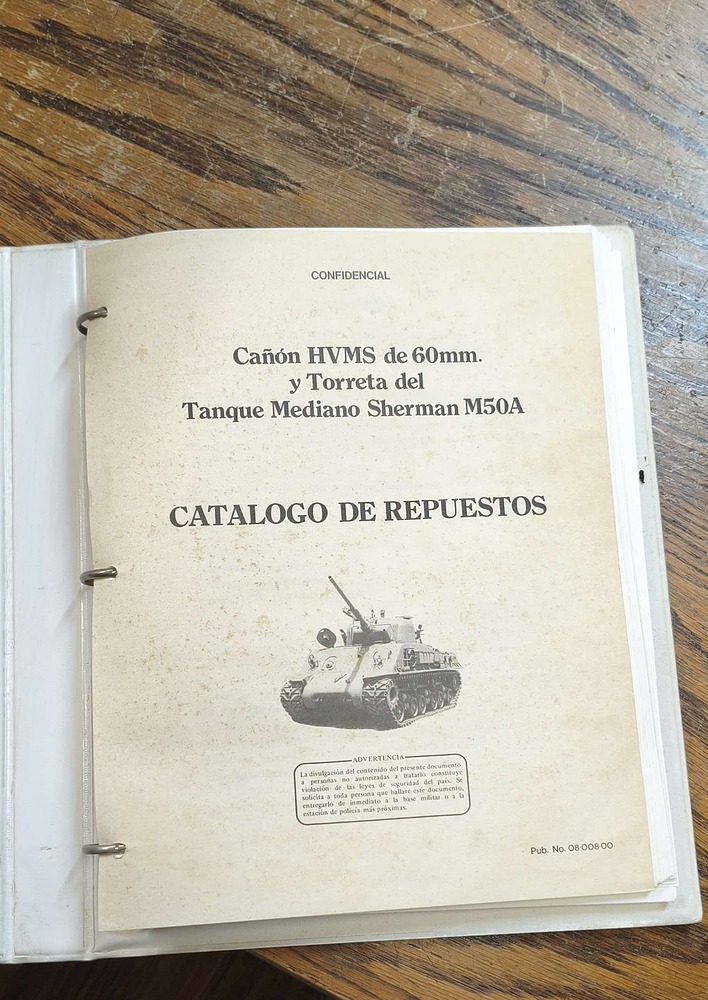 CONFIDENCIAL
Cañón HVMS de 60mm.
y Torreta del
Tanque Mediano Sherman M50A
CATALOGO DE REPUESTOS
ADVERTENCIA
La divulgación del contenido del presente documento
a personas no autorizadas a tratarlo constituye
violación de las leyes de seguridad del país. Se
solicita a toda persona que hallare este documento,
entregarlo de inmediato a la base militar o a la
estación de policía más próximas.
Pub. No. 08-008-00